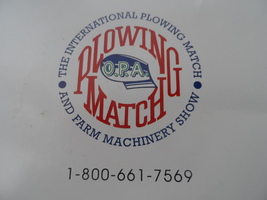 • THE INTERNATIONAL PLOWING MATCH •
PLOWING
O.P.A.
MATCH
AND FARM MACHINERY SHOW
1-800-661-7569